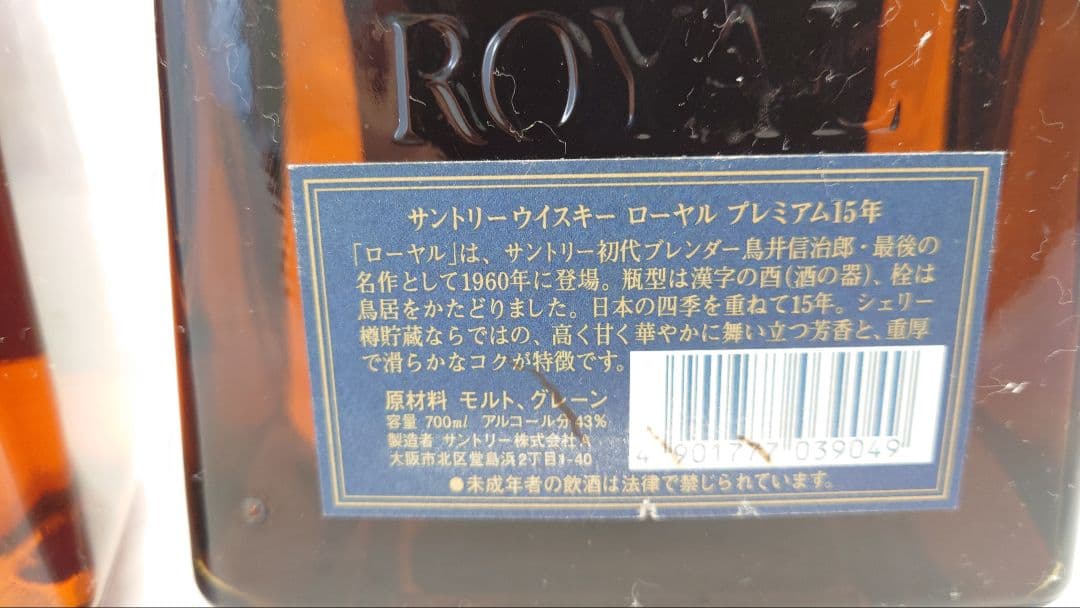 ROYAL
サントリーウイスキー ローヤル プレミアム15年
「ローヤル」は、サントリー初代ブレンダー鳥井信治郎・最後の
名作として1960年に登場。瓶型は漢字の酉（酒の器）、栓は
鳥居をかたどりました。日本の四季を重ねて15年。シェリー
樽貯蔵ならではの、高く甘く華やかに舞い立つ芳香と、重厚
で滑らかなコクが特徴です。
原材料 モルト、グレーン
容量 700ml アルコール分43%
製造者 サントリー株式会社A
大阪市北区堂島浜2丁目1-40
4 901777 039049
●未成年者の飲酒は法律で禁じられています。